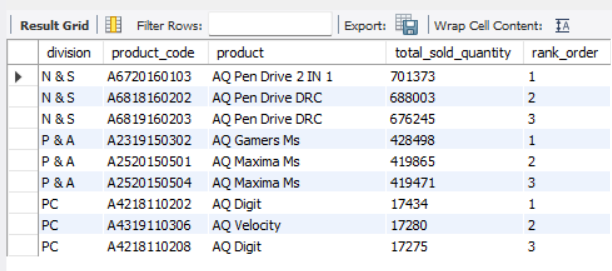 Result Grid Filter Rows: Export: Wrap Cell Content:
division product_code product total_sold_quantity rank_order
N & S A6720160103 AQ Pen Drive 2 IN 1 701373 1
N & S A6818160202 AQ Pen Drive DRC 688003 2
N & S A6819160203 AQ Pen Drive DRC 676245 3
P & A A2319150302 AQ Gamers Ms 428498 1
P & A A2520150501 AQ Maxima Ms 419865 2
P & A A2520150504 AQ Maxima Ms 419471 3
PC A4218110202 AQ Digit 17434 1
PC A4319110306 AQ Velocity 17280 2
PC A4218110208 AQ Digit 17275 3